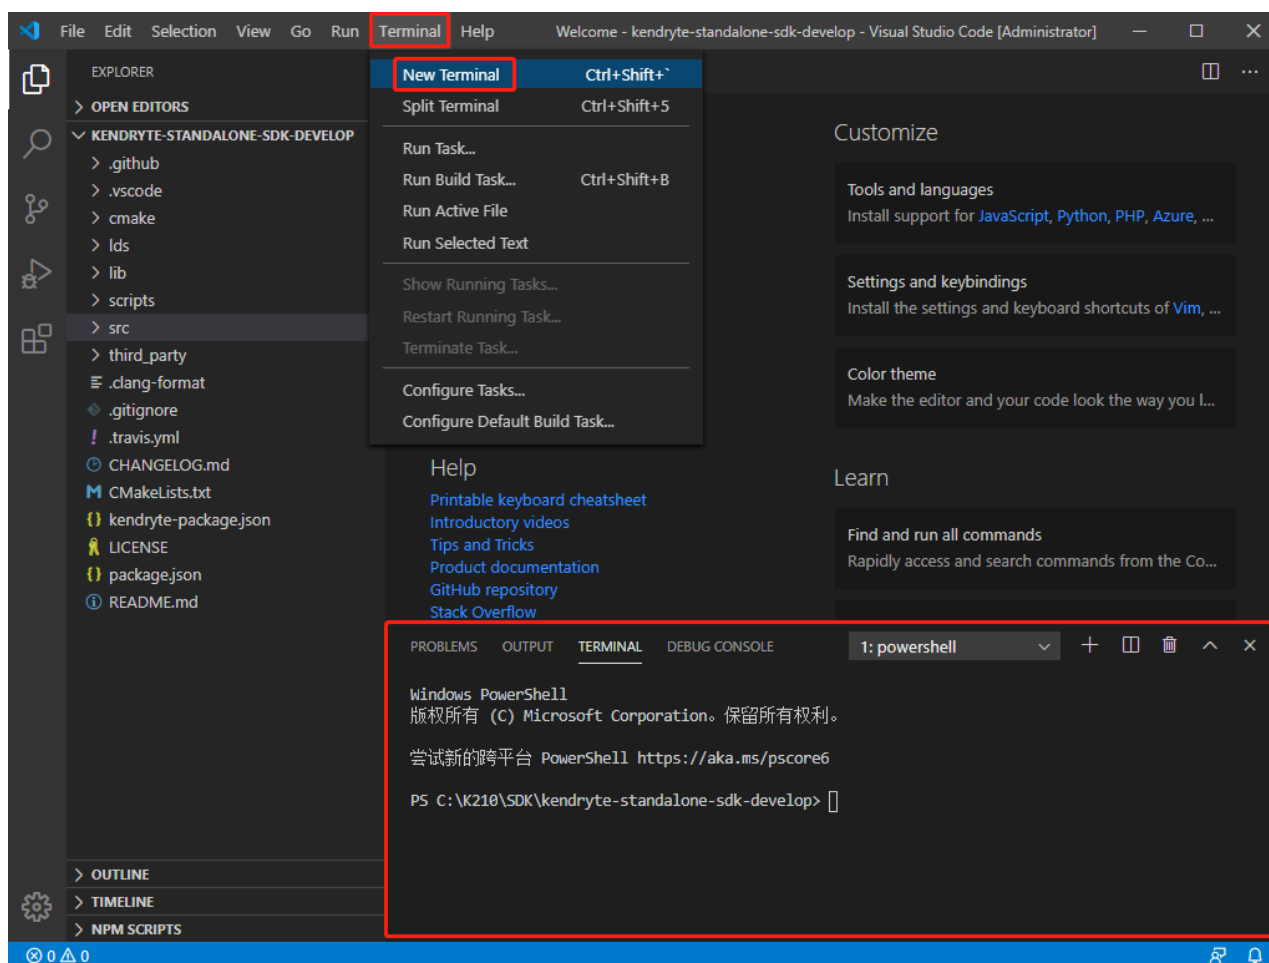 File Edit Selection View Go Run Terminal Help Welcome - kendryte-standalone-sdk-develop - Visual Studio Code [Administrator]
EXPLORER
OPEN EDITORS
KENDRYTE-STANDALONE-SDK-DEVELOP
.github
.vscode
cmake
lds
lib
scripts
src
third_party
.clang-format
.gitignore
.travis.yml
CHANGELOG.md
CMakeLists.txt
kendryte-package.json
LICENSE
package.json
README.md
OUTLINE
TIMELINE
NPM SCRIPTS
New Terminal Ctrl+Shift+`
Split Terminal Ctrl+Shift+5
Run Task...
Run Build Task... Ctrl+Shift+B
Run Active File
Run Selected Text
Show Running Tasks...
Restart Running Task...
Terminate Task...
Configure Tasks...
Configure Default Build Task...
Help
Printable keyboard cheatsheet
Introductory videos
Tips and Tricks
Product documentation
GitHub repository
Stack Overflow
Customize
Tools and languages
Install support for JavaScript, Python, PHP, Azure, ...
Settings and keybindings
Install the settings and keyboard shortcuts of Vim, ...
Color theme
Make the editor and your code look the way you l...
Learn
Find and run all commands
Rapidly access and search commands from the Co...
PROBLEMS OUTPUT TERMINAL DEBUG CONSOLE 1: powershell
Windows PowerShell
版权所有 (C) Microsoft Corporation。保留所有权利。
尝试新的跨平台 PowerShell https://aka.ms/pscore6
PS C:\K210\SDK\kendryte-standalone-sdk-develop>
0 0